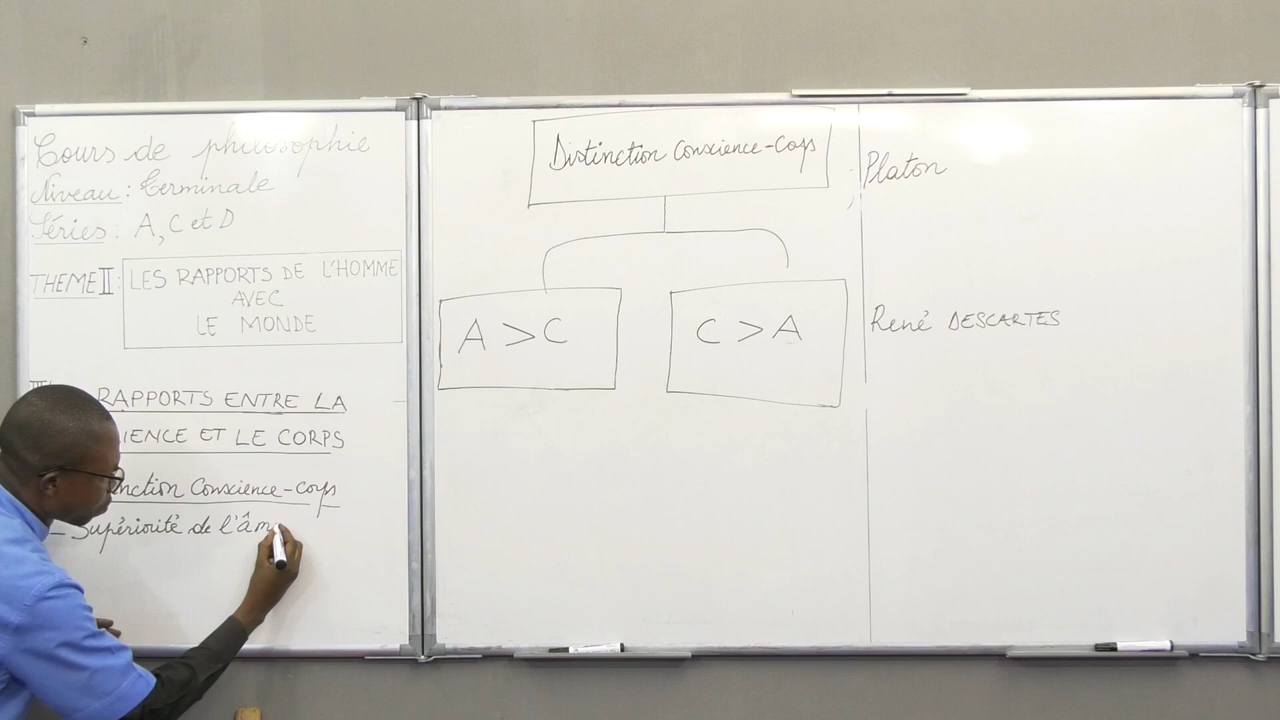 Cours de philosophie
Niveau : Terminale
Séries : A, C et D
THEME II :
LES RAPPORTS DE L'HOMME
AVEC
LE MONDE
RAPPORTS ENTRE LA
IENCE ET LE CORPS
nction Conscience-corps
- Supériorité de l'âm
Distinction Conscience-Corps
A > C
C > A
Platon
René DESCARTES